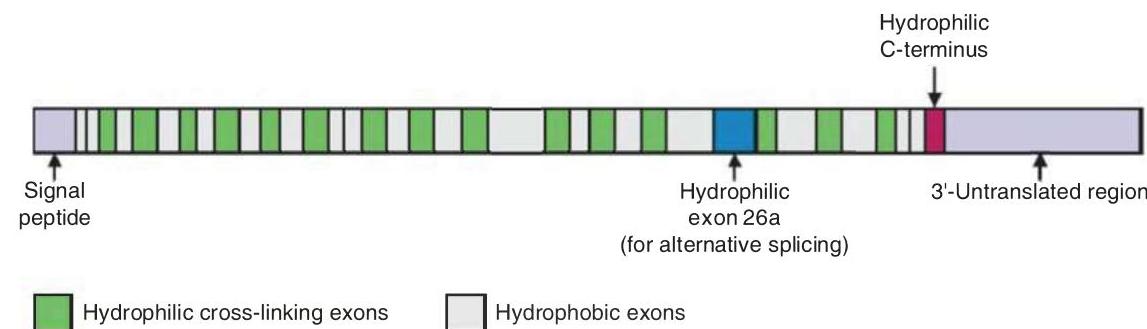 Hydrophilic
C-terminus
Signal
peptide
Hydrophilic
exon 26a
(for alternative splicing)
3'-Untranslated region
Hydrophilic cross-linking exons
Hydrophobic exons